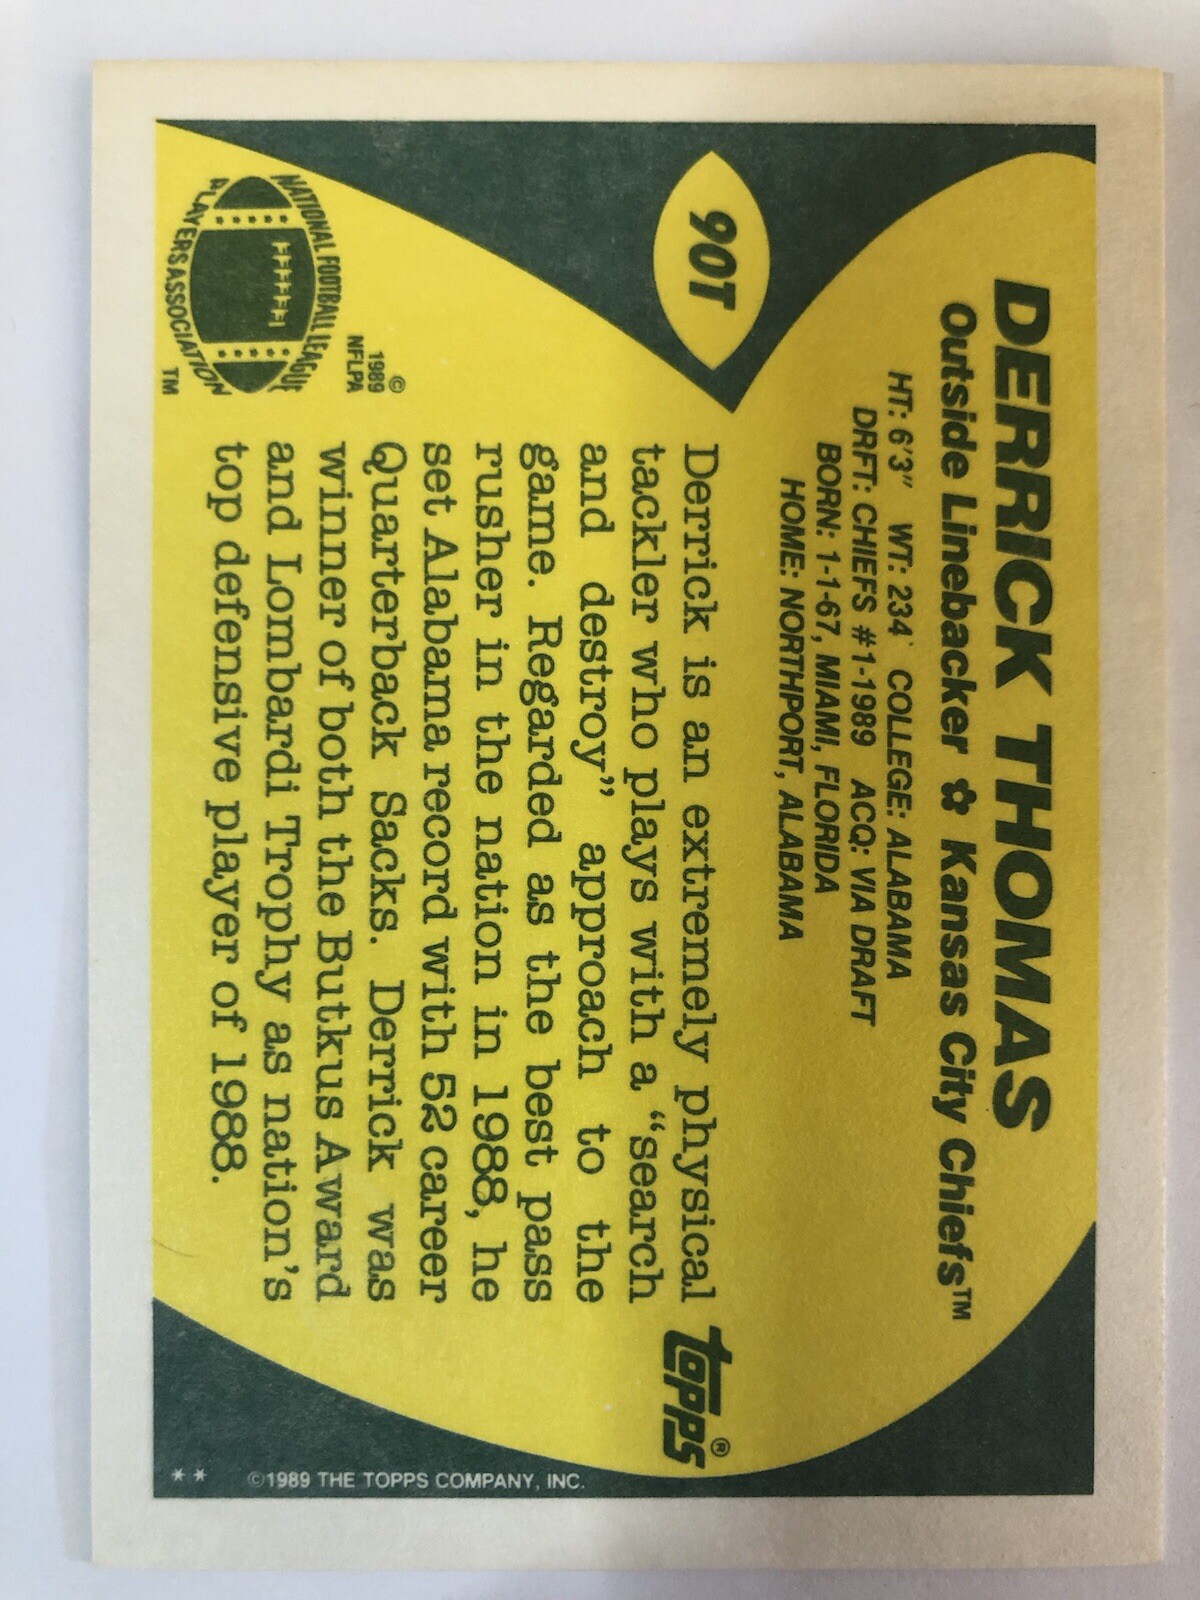 90T
DERRICK THOMAS
Outside Linebacker ✿ Kansas City Chiefs™
HT: 6'3" WT: 234 COLLEGE: ALABAMA
DRFT: CHIEFS #1-1989 ACQ: VIA DRAFT
BORN: 1-1-67, MIAMI, FLORIDA
HOME: NORTHPORT, ALABAMA
Derrick is an extremely physical
tackler who plays with a “search
and destroy” approach to the
game. Regarded as the best pass
rusher in the nation in 1988, he
set Alabama record with 52 career
Quarterback Sacks. Derrick was
winner of both the Butkus Award
and Lombardi Trophy as nation's
top defensive player of 1988.
TOPPS®
©
1989
NFLPA
NATIONAL FOOTBALL LEAGUE
PLAYERS ASSOCIATION
TM
** ©1989 THE TOPPS COMPANY, INC.